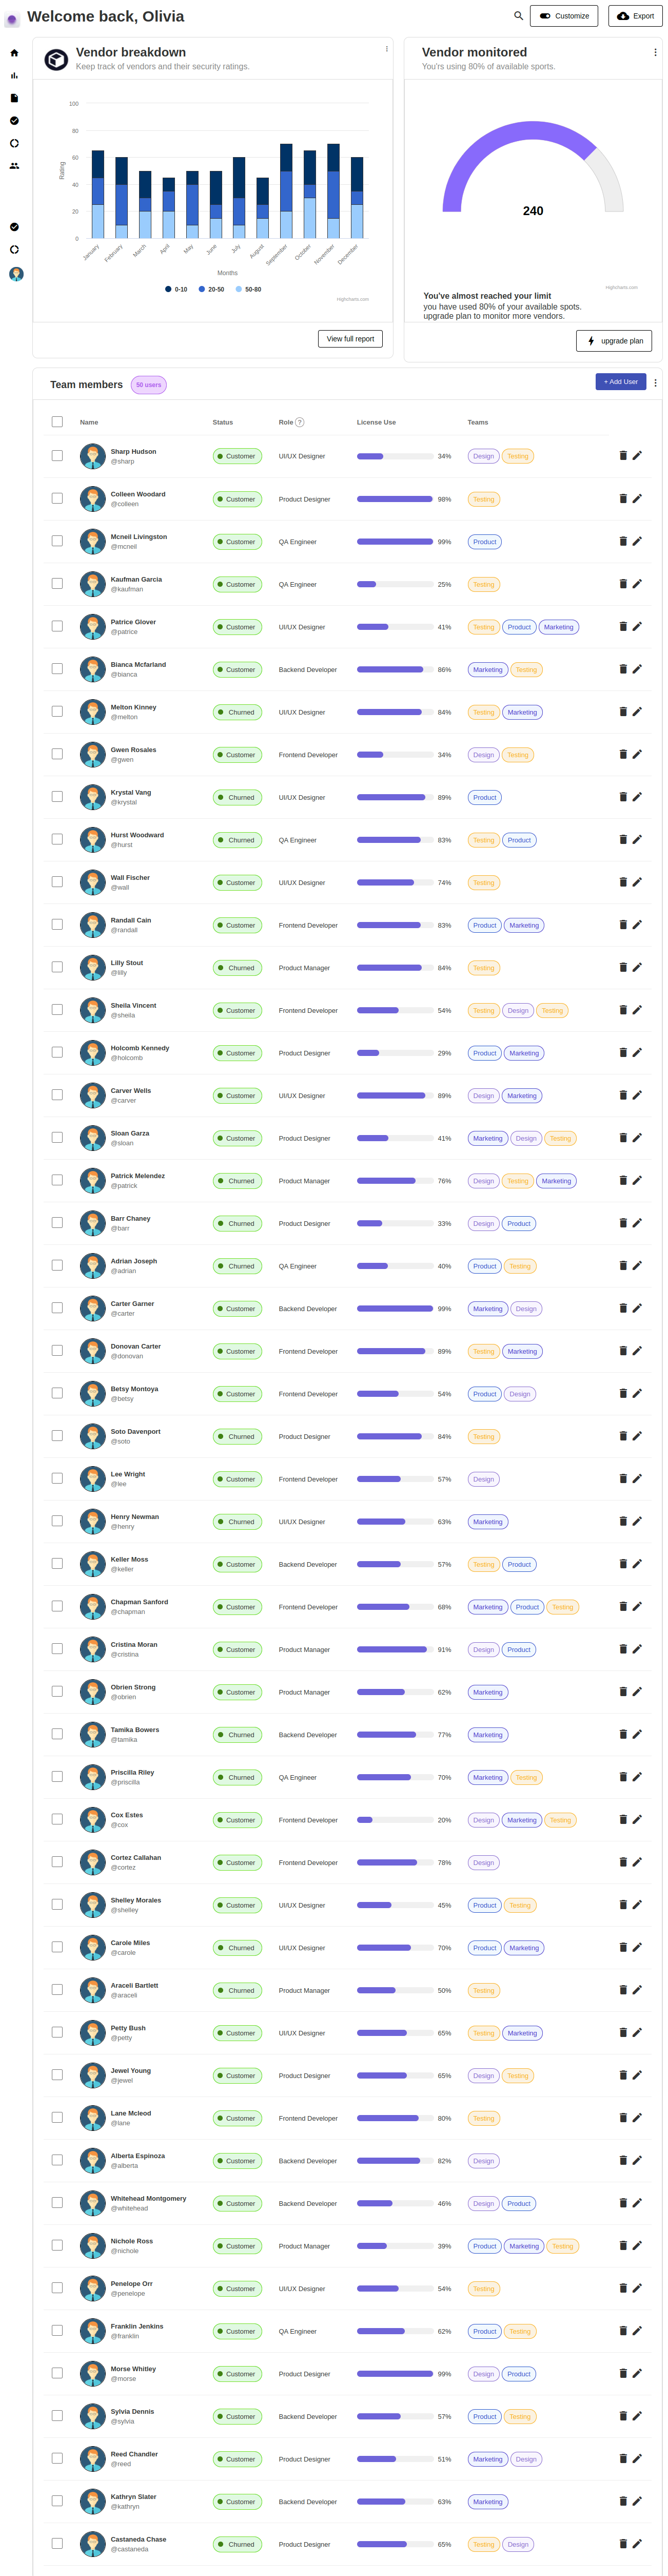 Welcome back, Olivia
Customize
Export
Vendor breakdown
Keep track of vendors and their security ratings.
100
80
60
40
20
0
Rating
January
February
March
April
May
June
July
August
September
October
November
December
Months
0-10 20-50 50-80
Highcharts.com
View full report
Vendor monitored
You're using 80% of available sports.
240
Highcharts.com
You've almost reached your limit
you have used 80% of your available spots.
upgrade plan to monitor more vendors.
upgrade plan
Team members 50 users
+ Add User
Name Status Role ? License Use Teams
Sharp Hudson
@sharp Customer UI/UX Designer 34% Design Testing
Colleen Woodard
@colleen Customer Product Designer 98% Testing
Mcneil Livingston
@mcneil Customer QA Engineer 99% Product
Kaufman Garcia
@kaufman Customer QA Engineer 25% Testing
Patrice Glover
@patrice Customer UI/UX Designer 41% Testing Product Marketing
Bianca Mcfarland
@bianca Customer Backend Developer 86% Marketing Testing
Melton Kinney
@melton Churned UI/UX Designer 84% Testing Marketing
Gwen Rosales
@gwen Customer Frontend Developer 34% Design Testing
Krystal Vang
@krystal Churned UI/UX Designer 89% Product
Hurst Woodward
@hurst Churned QA Engineer 83% Testing Product
Wall Fischer
@wall Customer UI/UX Designer 74% Testing
Randall Cain
@randall Customer Frontend Developer 83% Product Marketing
Lilly Stout
@lilly Churned Product Manager 84% Testing
Sheila Vincent
@sheila Customer Frontend Developer 54% Testing Design Testing
Holcomb Kennedy
@holcomb Customer Product Designer 29% Product Marketing
Carver Wells
@carver Customer UI/UX Designer 89% Design Marketing
Sloan Garza
@sloan Customer Product Designer 41% Marketing Design Testing
Patrick Melendez
@patrick Churned Product Manager 76% Design Testing Marketing
Barr Chaney
@barr Churned Product Designer 33% Design Product
Adrian Joseph
@adrian Churned QA Engineer 40% Product Testing
Carter Garner
@carter Customer Backend Developer 99% Marketing Design
Donovan Carter
@donovan Customer Frontend Developer 89% Testing Marketing
Betsy Montoya
@betsy Customer Frontend Developer 54% Product Design
Soto Davenport
@soto Churned Product Designer 84% Testing
Lee Wright
@lee Customer Frontend Developer 57% Design
Henry Newman
@henry Churned UI/UX Designer 63% Marketing
Keller Moss
@keller Customer Backend Developer 57% Testing Product
Chapman Sanford
@chapman Customer Frontend Developer 68% Marketing Product Testing
Cristina Moran
@cristina Customer Product Manager 91% Design Product
Obrien Strong
@obrien Customer Product Manager 62% Marketing
Tamika Bowers
@tamika Churned Backend Developer 77% Marketing
Priscilla Riley
@priscilla Churned QA Engineer 70% Marketing Testing
Cox Estes
@cox Customer Frontend Developer 20% Design Marketing Testing
Cortez Callahan
@cortez Customer Frontend Developer 78% Design
Shelley Morales
@shelley Customer UI/UX Designer 45% Product Testing
Carole Miles
@carole Churned UI/UX Designer 70% Product Marketing
Araceli Bartlett
@araceli Churned Product Manager 50% Testing
Petty Bush
@petty Customer UI/UX Designer 65% Testing Marketing
Jewel Young
@jewel Customer Product Designer 65% Design Testing
Lane Mcleod
@lane Customer Frontend Developer 80% Testing
Alberta Espinoza
@alberta Customer Backend Developer 82% Design
Whitehead Montgomery
@whitehead Customer Backend Developer 46% Design Product
Nichole Ross
@nichole Customer Product Manager 39% Product Marketing Testing
Penelope Orr
@penelope Customer UI/UX Designer 54% Testing
Franklin Jenkins
@franklin Customer QA Engineer 62% Product Testing
Morse Whitley
@morse Customer Product Designer 99% Design Product
Sylvia Dennis
@sylvia Customer Backend Developer 57% Product Testing
Reed Chandler
@reed Customer Product Designer 51% Marketing Design
Kathryn Slater
@kathryn Customer Backend Developer 63% Marketing
Castaneda Chase
@castaneda Churned Product Designer 65% Testing Design